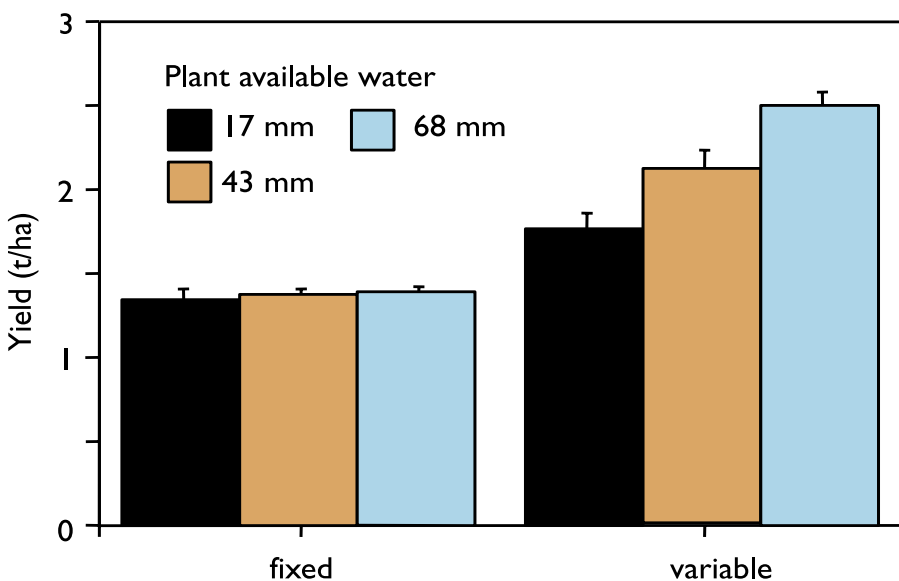 3
Plant available water
17 mm
68 mm
43 mm
2
Yield (t/ha)
1
0
fixed
variable